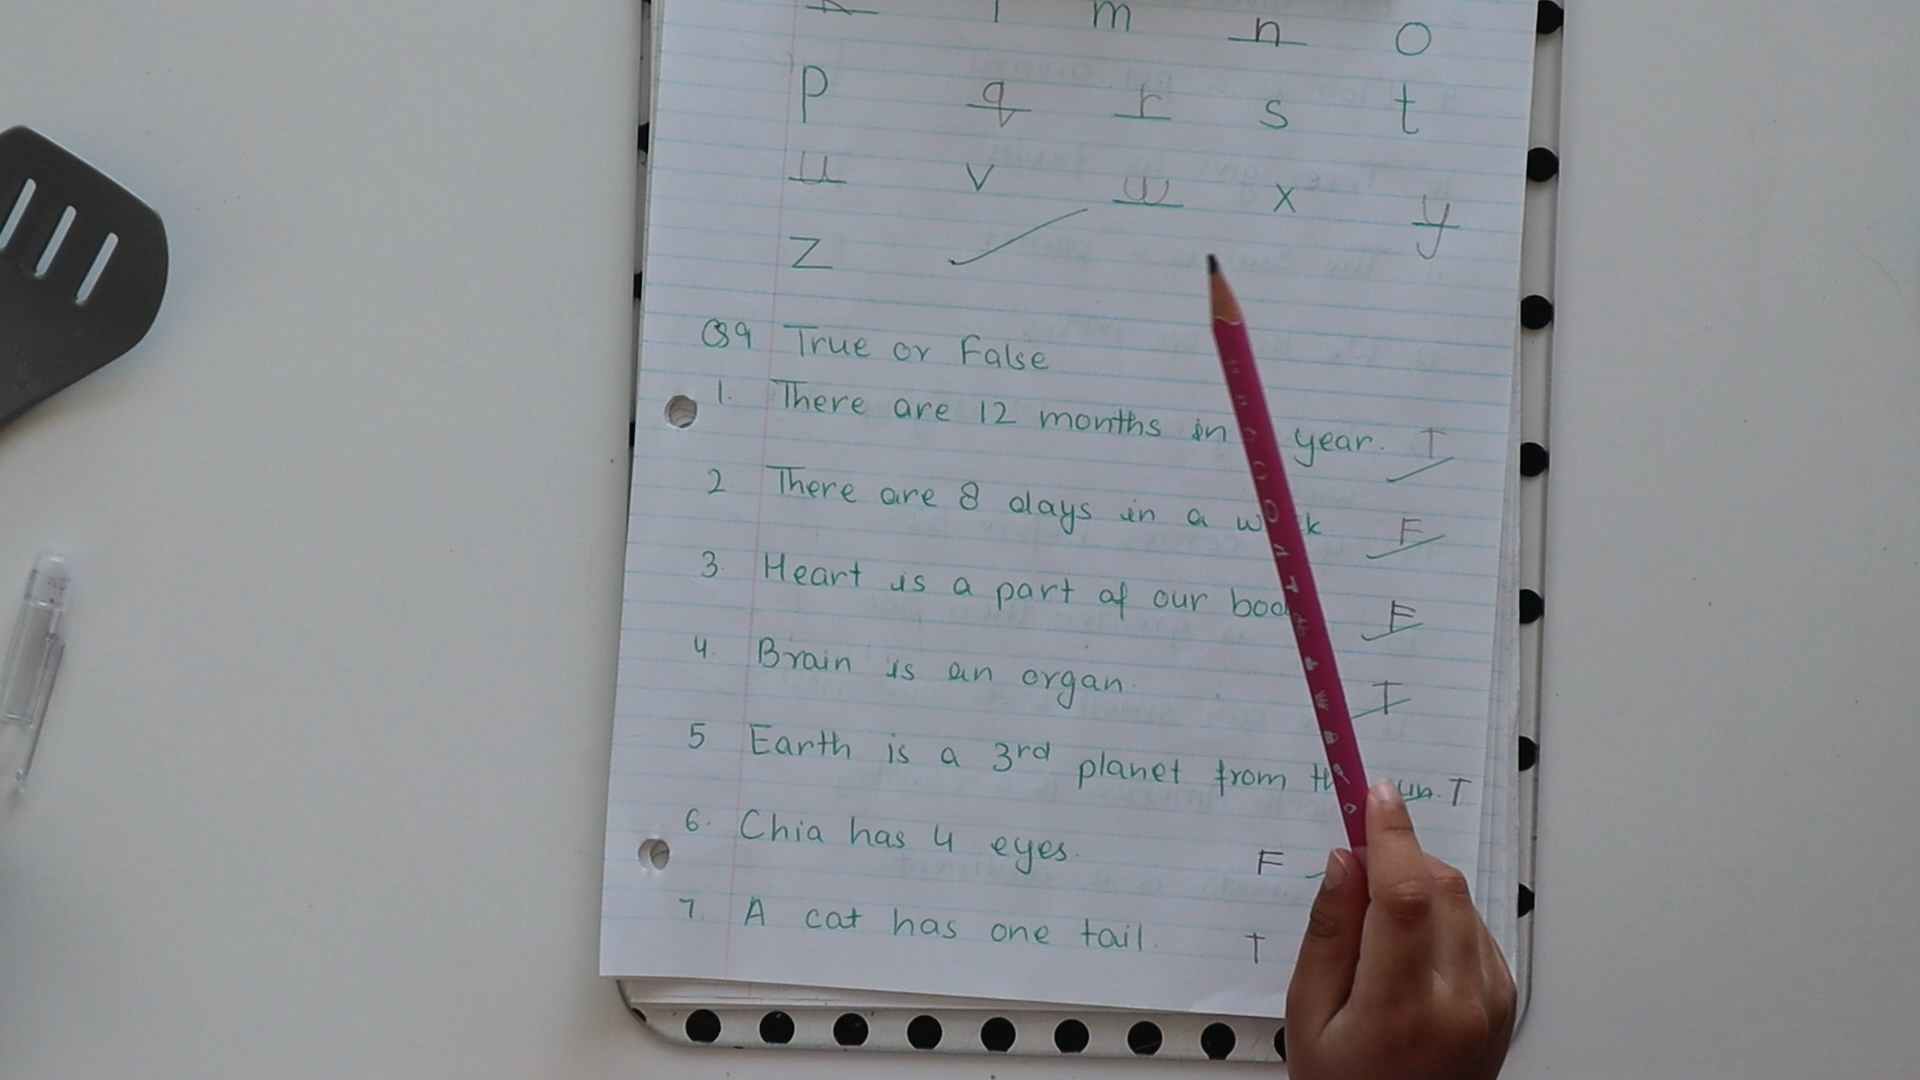 k l m n o
p q r s t
u v w x y
z
Q9 True or False
1. There are 12 months in year. T
2 There are 8 days in a F
3. Heart is a part of our F
4. Brain is an organ. T
5 Earth is a 3rd planet from T
6. Chia has 4 eyes. F
7. A cat has one tail. T